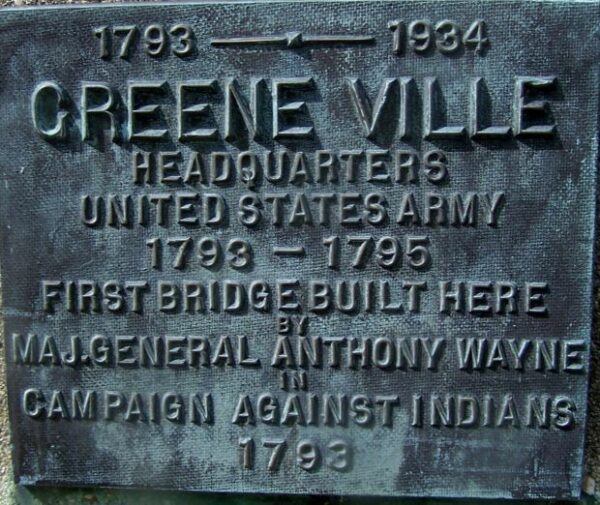 1793 — 1934
GREENE VILLE
HEADQUARTERS
UNITED STATES ARMY
1793 — 1795
FIRST BRIDGE BUILT HERE
BY
MAJ. GENERAL ANTHONY WAYNE
IN
CAMPAIGN AGAINST INDIANS
1793